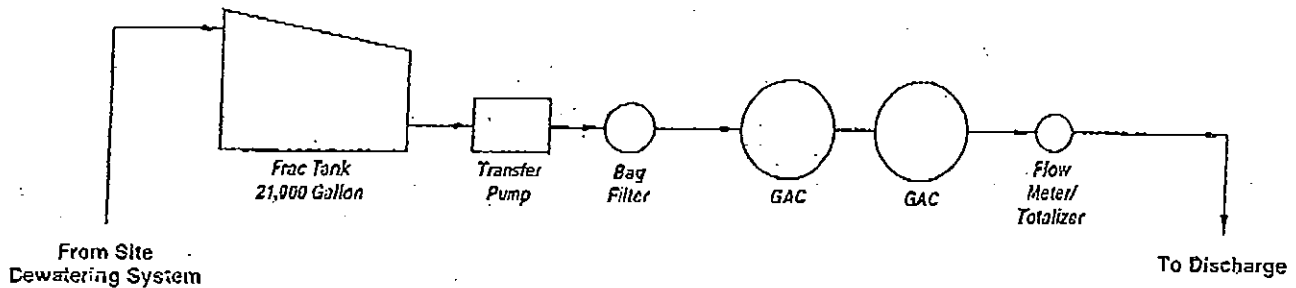 Frac Tank
21,000 Gallon
Transfer
Pump
Bag
Filter
GAC
GAC
Flow
Meter/
Totalizer
From Site
Dewatering System
To Discharge